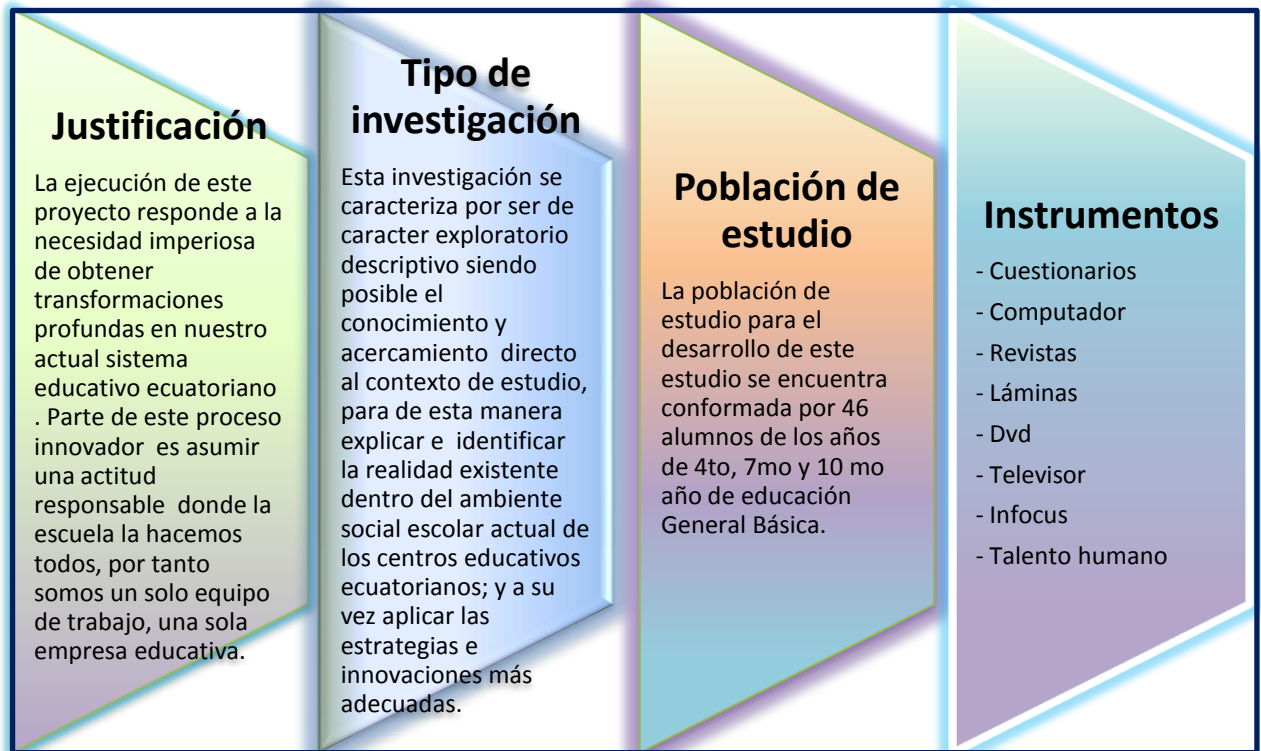 Justificación
La ejecución de este
proyecto responde a la
necesidad imperiosa
de obtener
transformaciones
profundas en nuestro
actual sistema
educativo ecuatoriano
. Parte de este proceso
innovador es asumir
una actitud
responsable donde la
escuela la hacemos
todos, por tanto
somos un solo equipo
de trabajo, una sola
empresa educativa.
Tipo de
investigación
Esta investigación se
caracteriza por ser de
caracter exploratorio
descriptivo siendo
posible el
conocimiento y
acercamiento directo
al contexto de estudio,
para de esta manera
explicar e identificar
la realidad existente
dentro del ambiente
social escolar actual de
los centros educativos
ecuatorianos; y a su
vez aplicar las
estrategias e
innovaciones más
adecuadas.
Población de
estudio
La población de
estudio para el
desarrollo de este
estudio se encuentra
conformada por 46
alumnos de los años
de 4to, 7mo y 10 mo
año de educación
General Básica.
Instrumentos
- Cuestionarios
- Computador
- Revistas
- Láminas
- Dvd
- Televisor
- Infocus
- Talento humano